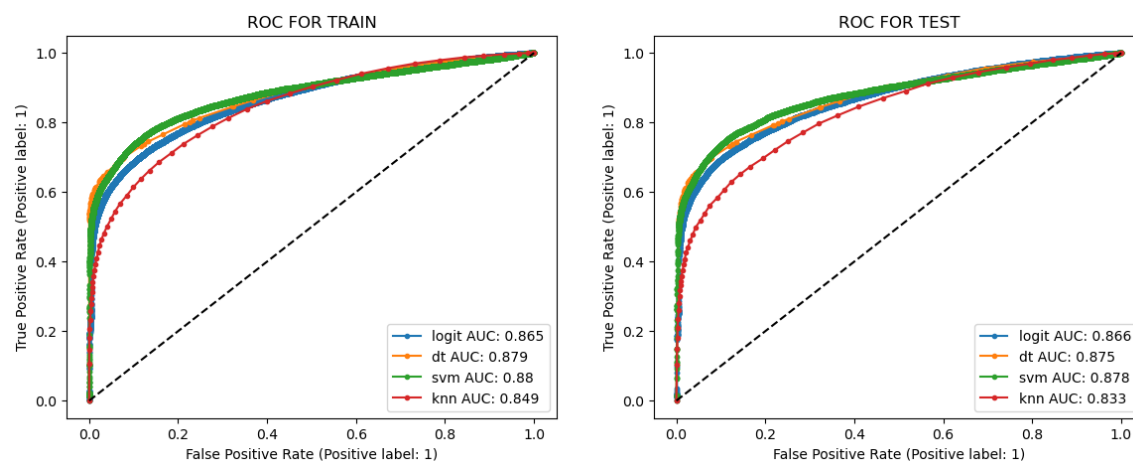 ROC FOR TRAIN
True Positive Rate (Positive label: 1)
1.0
0.8
0.6
0.4
0.2
0.0
logit AUC: 0.865
dt AUC: 0.879
svm AUC: 0.88
knn AUC: 0.849
0.0 0.2 0.4 0.6 0.8 1.0
False Positive Rate (Positive label: 1)
ROC FOR TEST
True Positive Rate (Positive label: 1)
1.0
0.8
0.6
0.4
0.2
0.0
logit AUC: 0.866
dt AUC: 0.875
svm AUC: 0.878
knn AUC: 0.833
0.0 0.2 0.4 0.6 0.8 1.0
False Positive Rate (Positive label: 1)